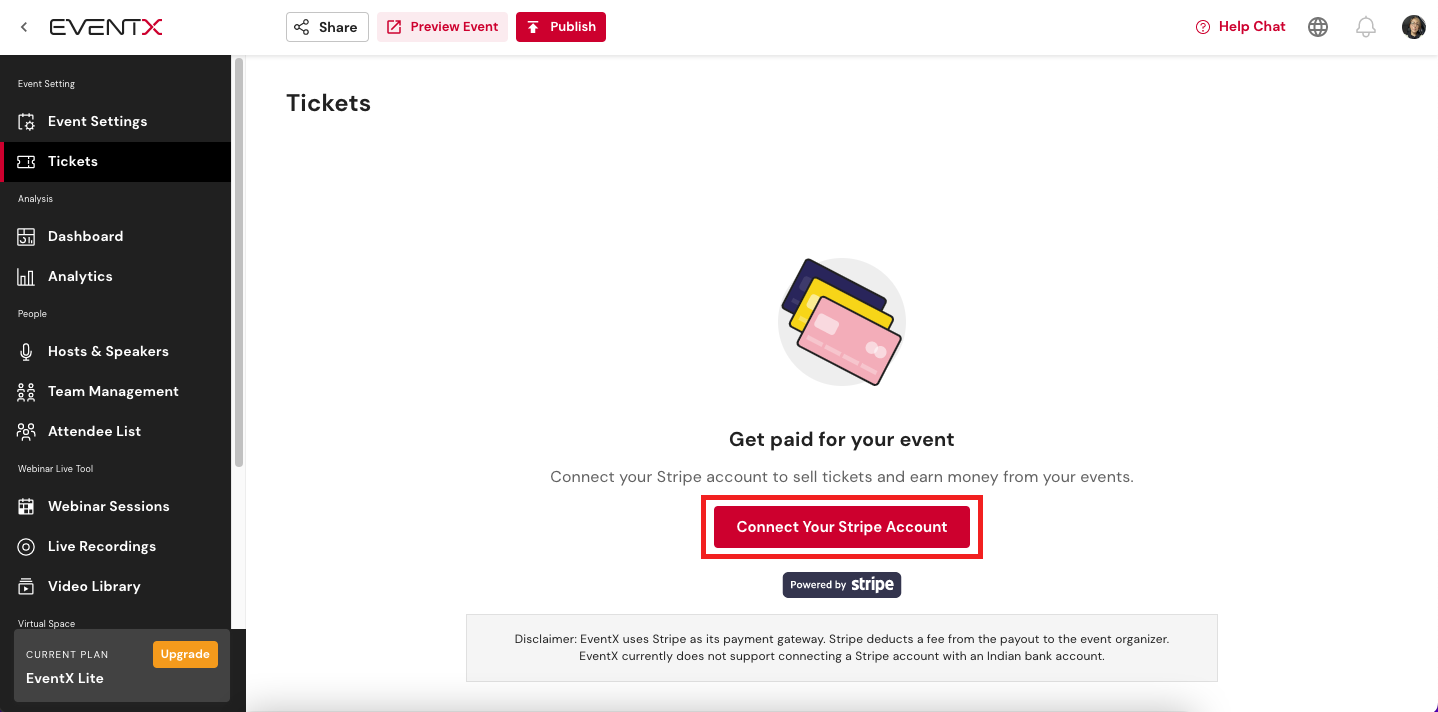 EVENTX
Share
Preview Event
Publish
Help Chat
Event Setting
Event Settings
Tickets
Analysis
Dashboard
Analytics
People
Hosts & Speakers
Team Management
Attendee List
Webinar Live Tool
Webinar Sessions
Live Recordings
Video Library
Virtual Space
CURRENT PLAN
Upgrade
EventX Lite
Tickets
Get paid for your event
Connect your Stripe account to sell tickets and earn money from your events.
Connect Your Stripe Account
Powered by stripe
Disclaimer: EventX uses Stripe as its payment gateway. Stripe deducts a fee from the payout to the event organizer.
EventX currently does not support connecting a Stripe account with an Indian bank account.